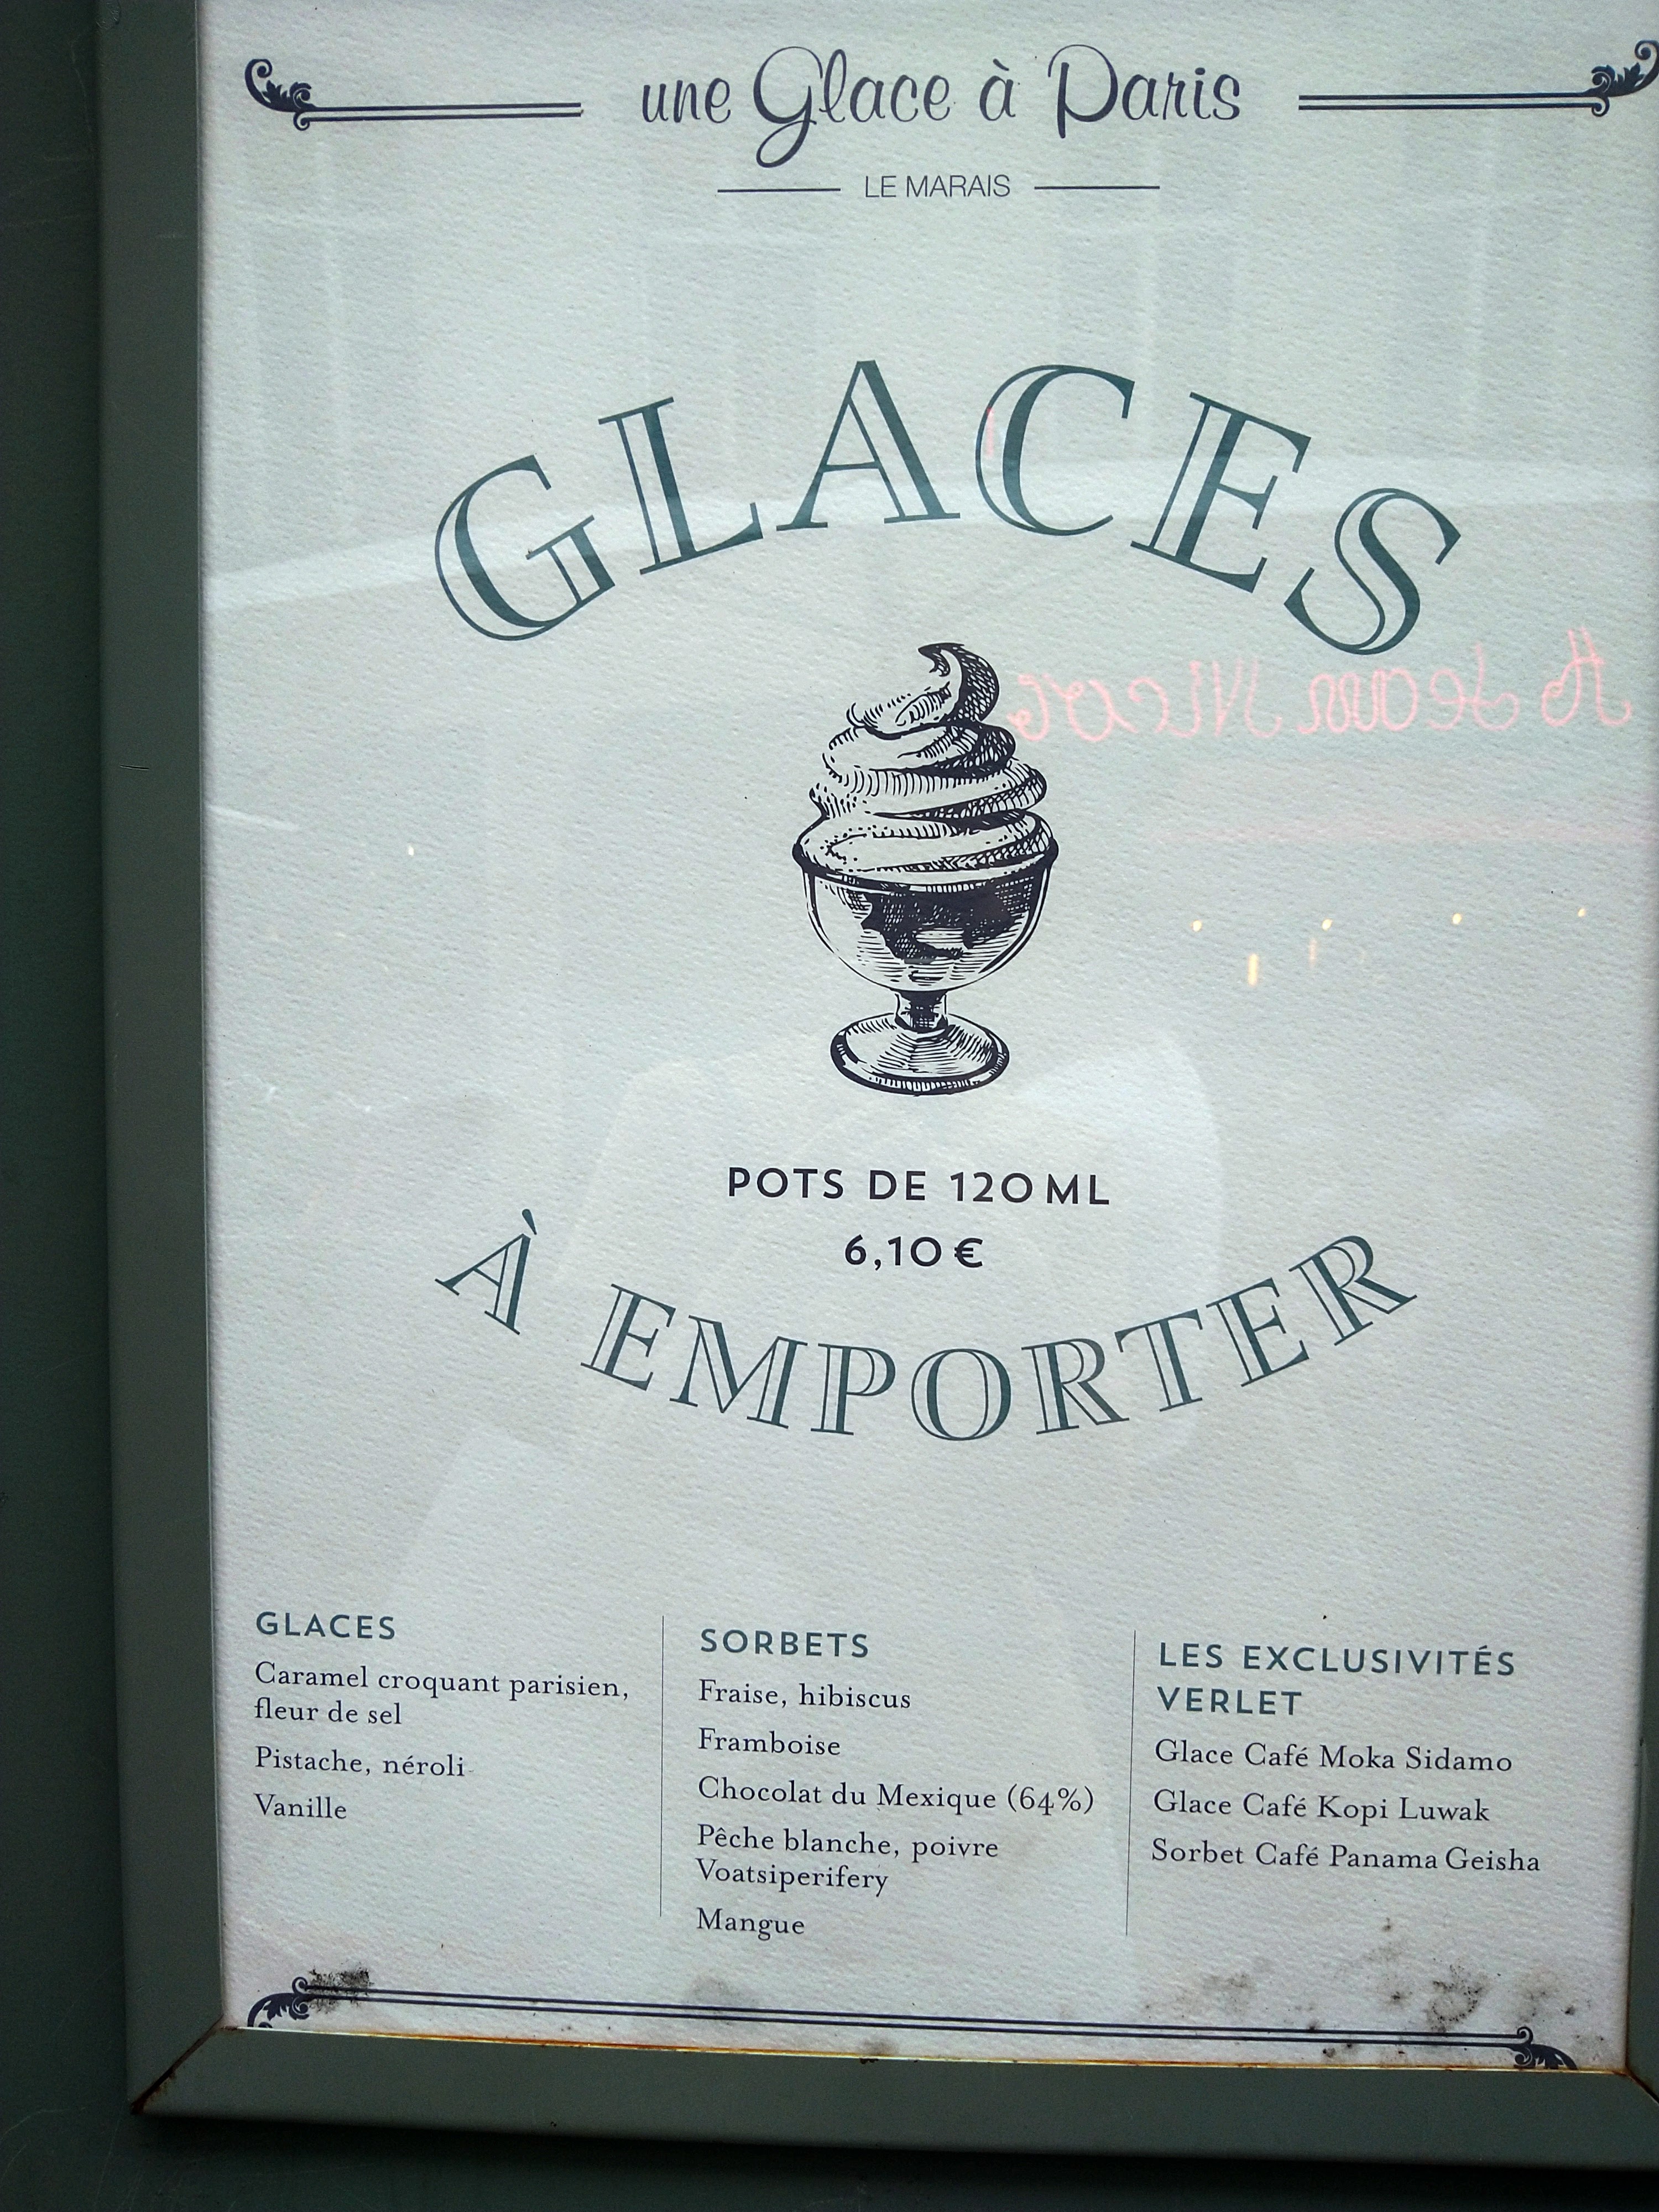 une Glace à Paris
LE MARAIS
GLACES
POTS DE 120 ML
6,10 €
À EMPORTER
GLACES
Caramel croquant parisien,
fleur de sel
Pistache, néroli
Vanille
SORBETS
Fraise, hibiscus
Framboise
Chocolat du Mexique (64%)
Pêche blanche, poivre
Voatsiperifery
Mangue
LES EXCLUSIVITÉS
VERLET
Glace Café Moka Sidamo
Glace Café Kopi Luwak
Sorbet Café Panama Geisha